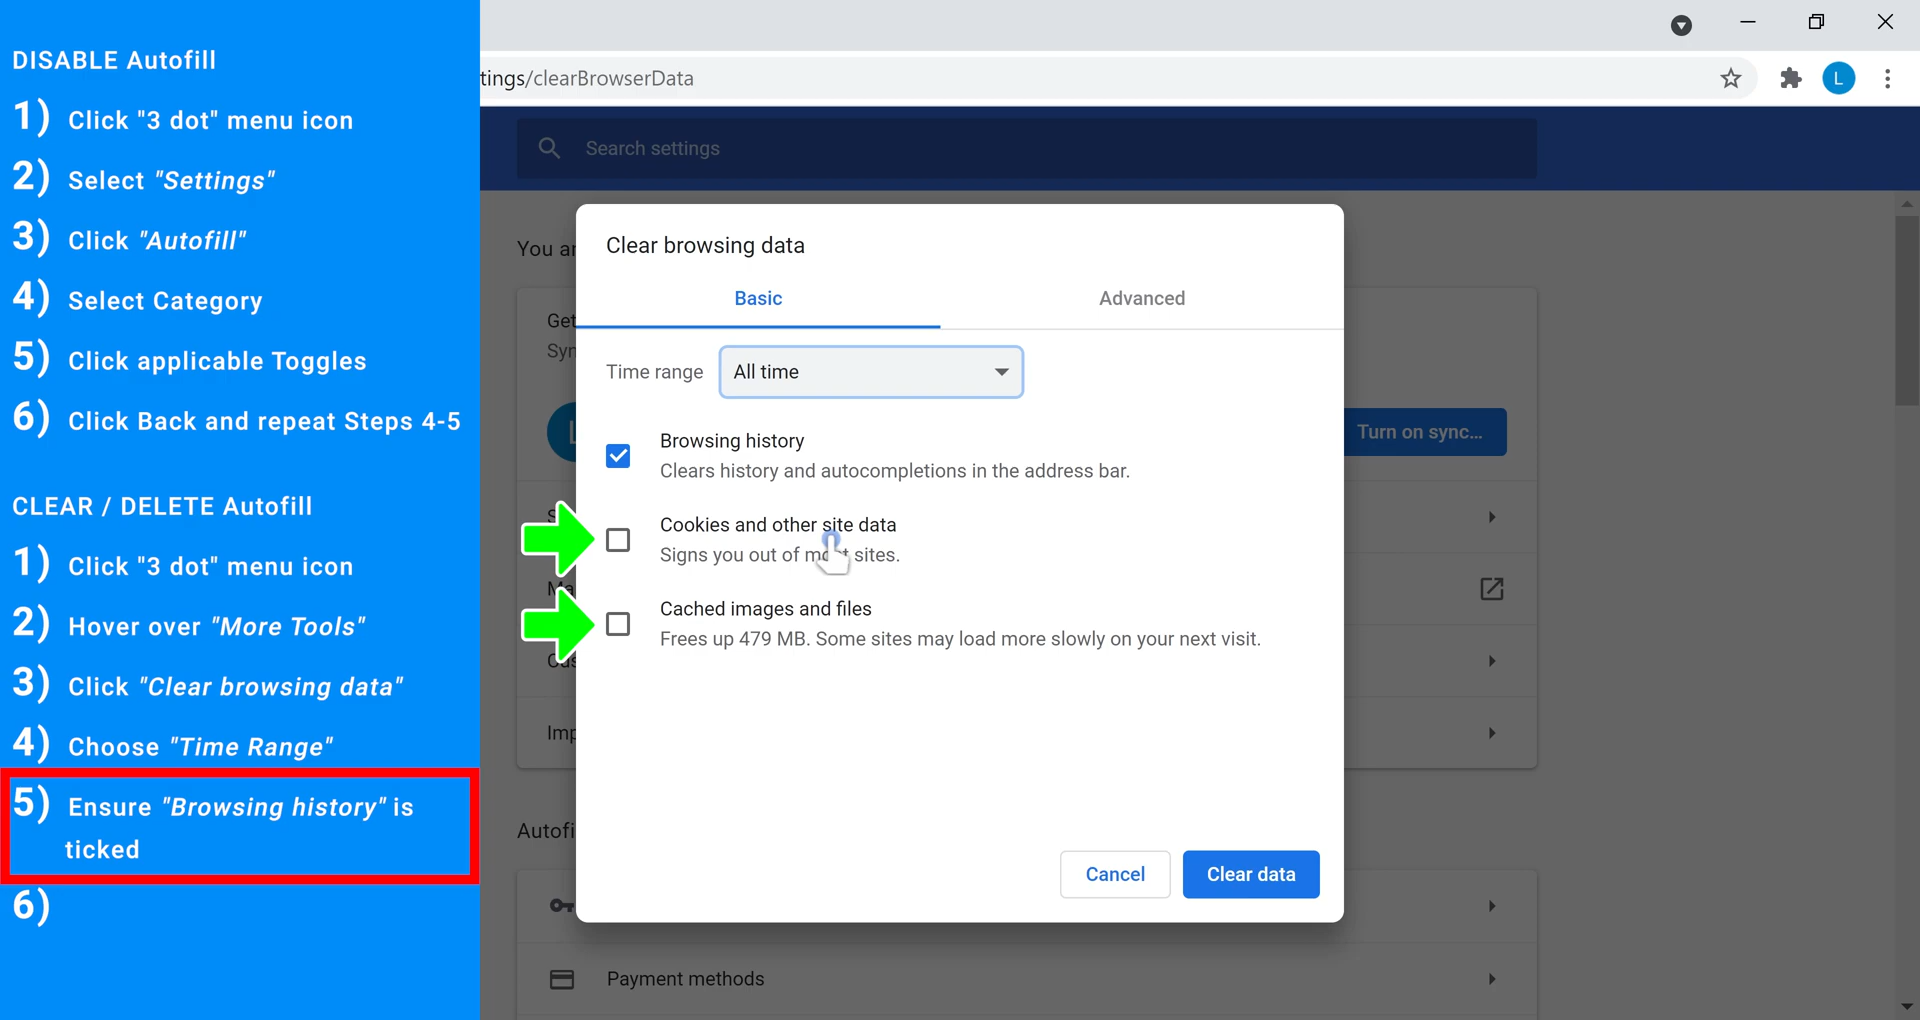 DISABLE Autofill
1) Click "3 dot" menu icon
2) Select "Settings"
3) Click "Autofill"
4) Select Category
5) Click applicable Toggles
6) Click Back and repeat Steps 4-5
CLEAR / DELETE Autofill
1) Click "3 dot" menu icon
2) Hover over "More Tools"
3) Click "Clear browsing data"
4) Choose "Time Range"
5) Ensure "Browsing history" is
ticked
6)
tings/clearBrowserData
L
Search settings
You ar
Get
Syn
Turn on sync...
Clear browsing data
Basic
Advanced
Time range
All time
Browsing history
Clears history and autocompletions in the address bar.
Cookies and other site data
Signs you out of most sites.
Cached images and files
Frees up 479 MB. Some sites may load more slowly on your next visit.
Cancel
Clear data
Imp
Autofi
Payment methods